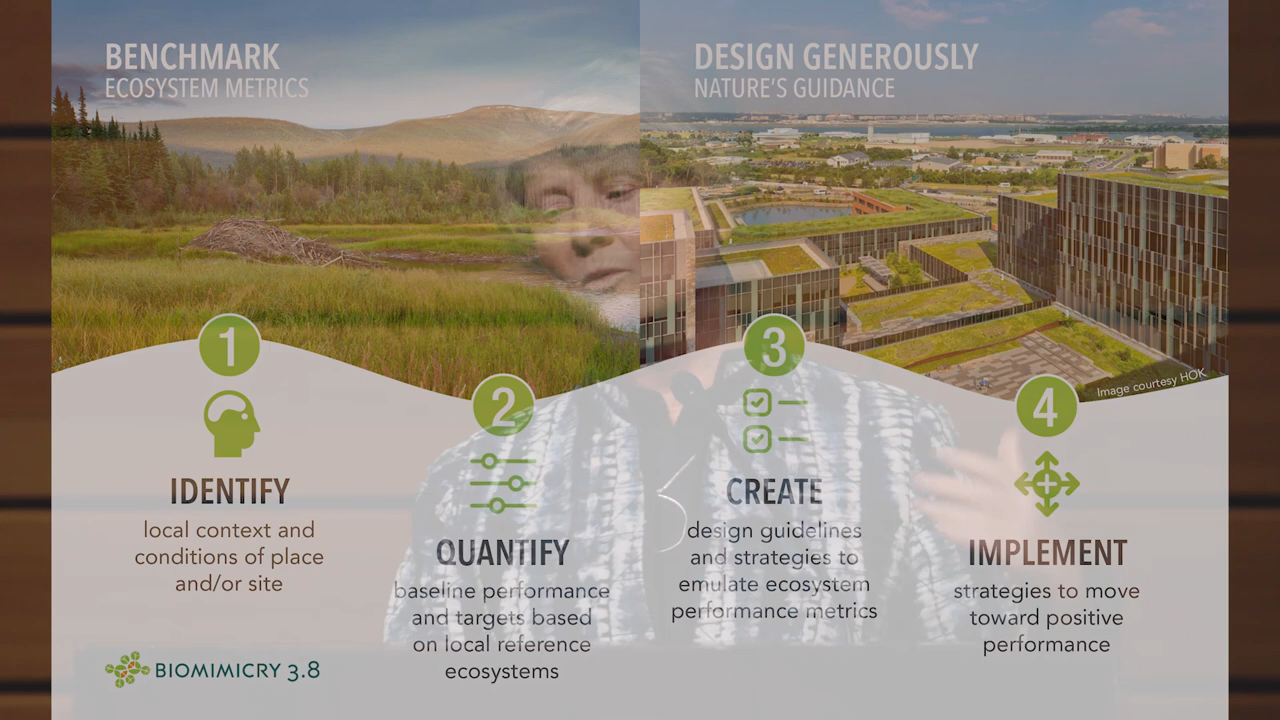 BENCHMARK
ECOSYSTEM METRICS
DESIGN GENEROUSLY
NATURE'S GUIDANCE
Image courtesy HOK
1
IDENTIFY
local context and
conditions of place
and/or site
2
QUANTIFY
baseline performance
and targets based
on local reference
ecosystems
3
CREATE
design guidelines
and strategies to
emulate ecosystem
performance metrics
4
IMPLEMENT
strategies to move
toward positive
performance
BIOMIMICRY 3.8